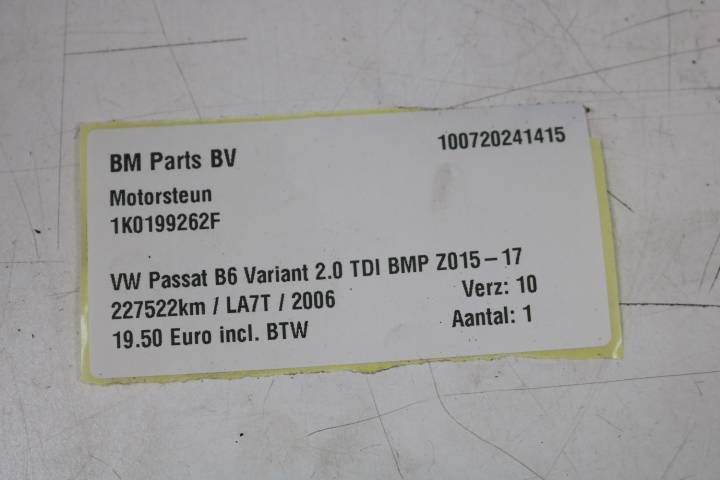 BM Parts BV 100720241415
Motorsteun
1K0199262F
VW Passat B6 Variant 2.0 TDI BMP Z015-17
227522km / LA7T / 2006 Verz: 10
19.50 Euro incl. BTW Aantal: 1